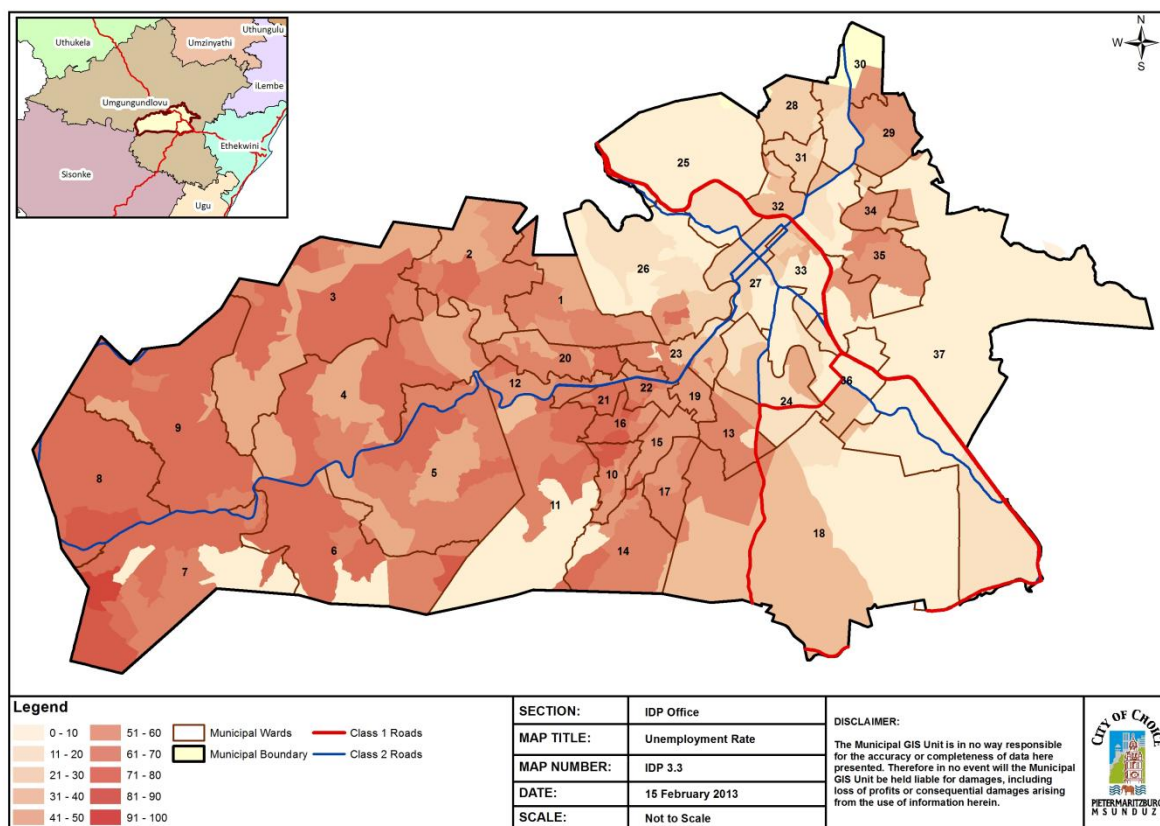 Uthungulu
Uthukela
Umzinyathi
iLembe
Umgungundlovu
Ethekwini
Sisonke
Ugu
N
W E
S
30
28
29
25
31
32
34
2
35
26
33
3
27
1
37
20
23
12
36
22
4
21
19
24
16
13
9
15
5
8
10
11
17
18
6
14
7
Legend
0 - 10
11 - 20
21 - 30
31 - 40
41 - 50
51 - 60
61 - 70
71 - 80
81 - 90
91 - 100
Municipal Wards
Municipal Boundary
Class 1 Roads
Class 2 Roads
SECTION: IDP Office
MAP TITLE: Unemployment Rate
MAP NUMBER: IDP 3.3
DATE: 15 February 2013
SCALE: Not to Scale
DISCLAIMER:
The Municipal GIS Unit is in no way responsible
for the accuracy or completeness of data here
presented. Therefore in no event will the Municipal
GIS Unit be held liable for damages, including
loss of profits or consequential damages arising
from the use of information herein.
CITY OF CHOICE
PIETERMARITZBURG
MSUNDUZI